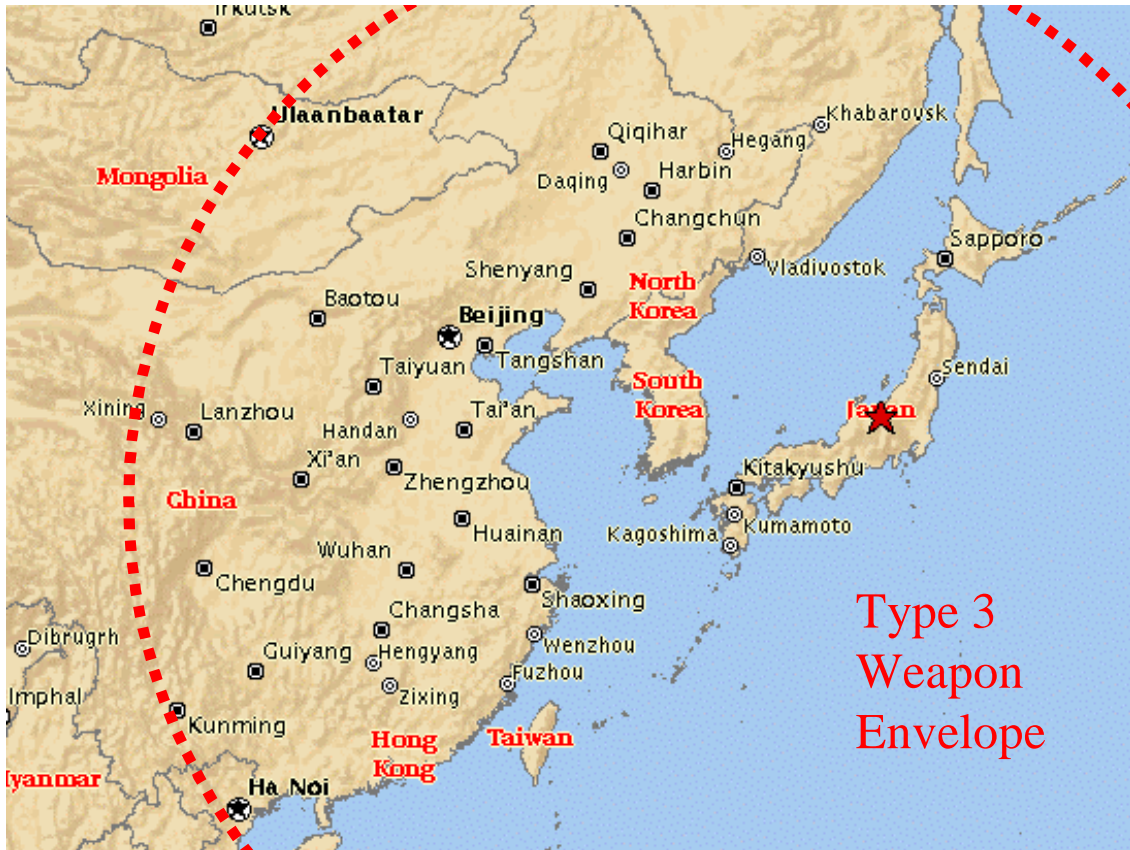 Irkutsk
Ulaanbaatar
Mongolia
Qiqihar
Khabarovsk
Hegang
Daqing
Harbin
Changchun
Sapporo
Shenyang
North
Korea
Vladivostok
Baotou
Beijing
Tangshan
Taiyuan
South
Korea
Sendai
Xining
Lanzhou
Handan
Tai'an
Japan
Xi'an
Zhengzhou
Kitakyushu
China
Huainan
Kagoshima
Kumamoto
Wuhan
Chengdu
Shaoxing
Changsha
Type 3
Weapon
Envelope
Dibrugrh
Guiyang
Hengyang
Wenzhou
Fuzhou
Zixing
Imphal
Kunming
Hong
Kong
Taiwan
lyanmar
Ha Noi